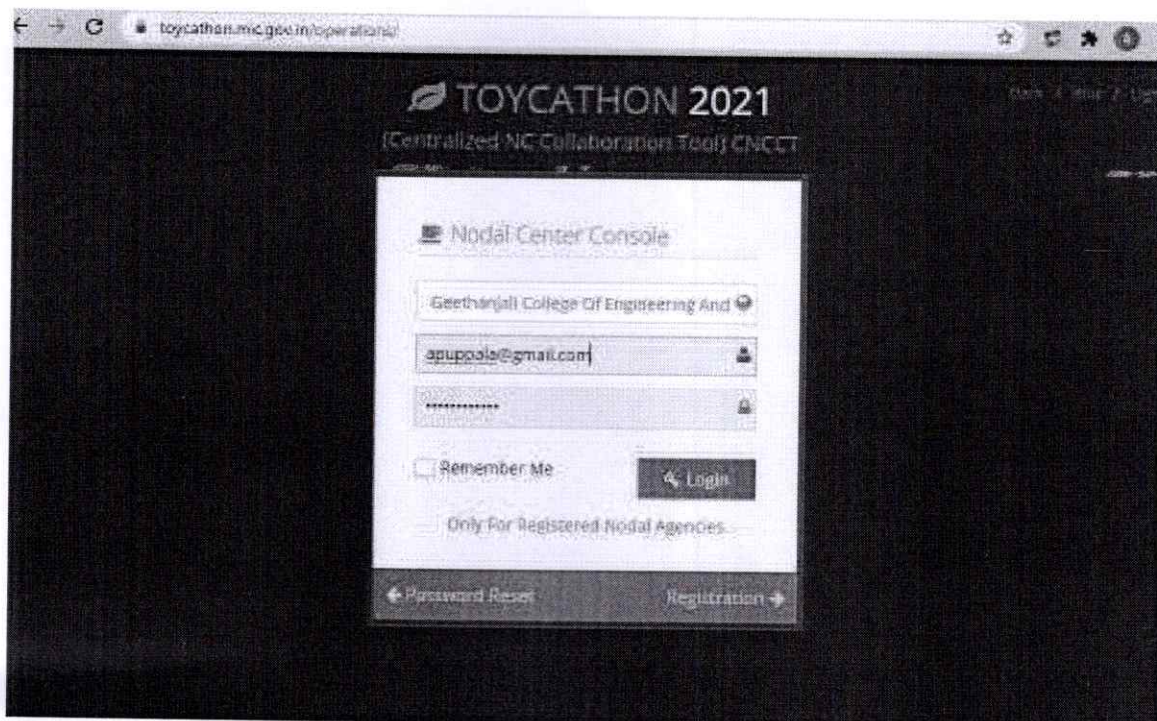 toycathon.mic.gov.in/operations/
TOYCATHON 2021
[Centralized NC Collaboration Tool] CNCCT
Nodal Center Console
Geethanjali College Of Engineering And
apuppala@gmail.com
Remember Me
Login
Only For Registered Nodal Agencies
Password Reset
Registration